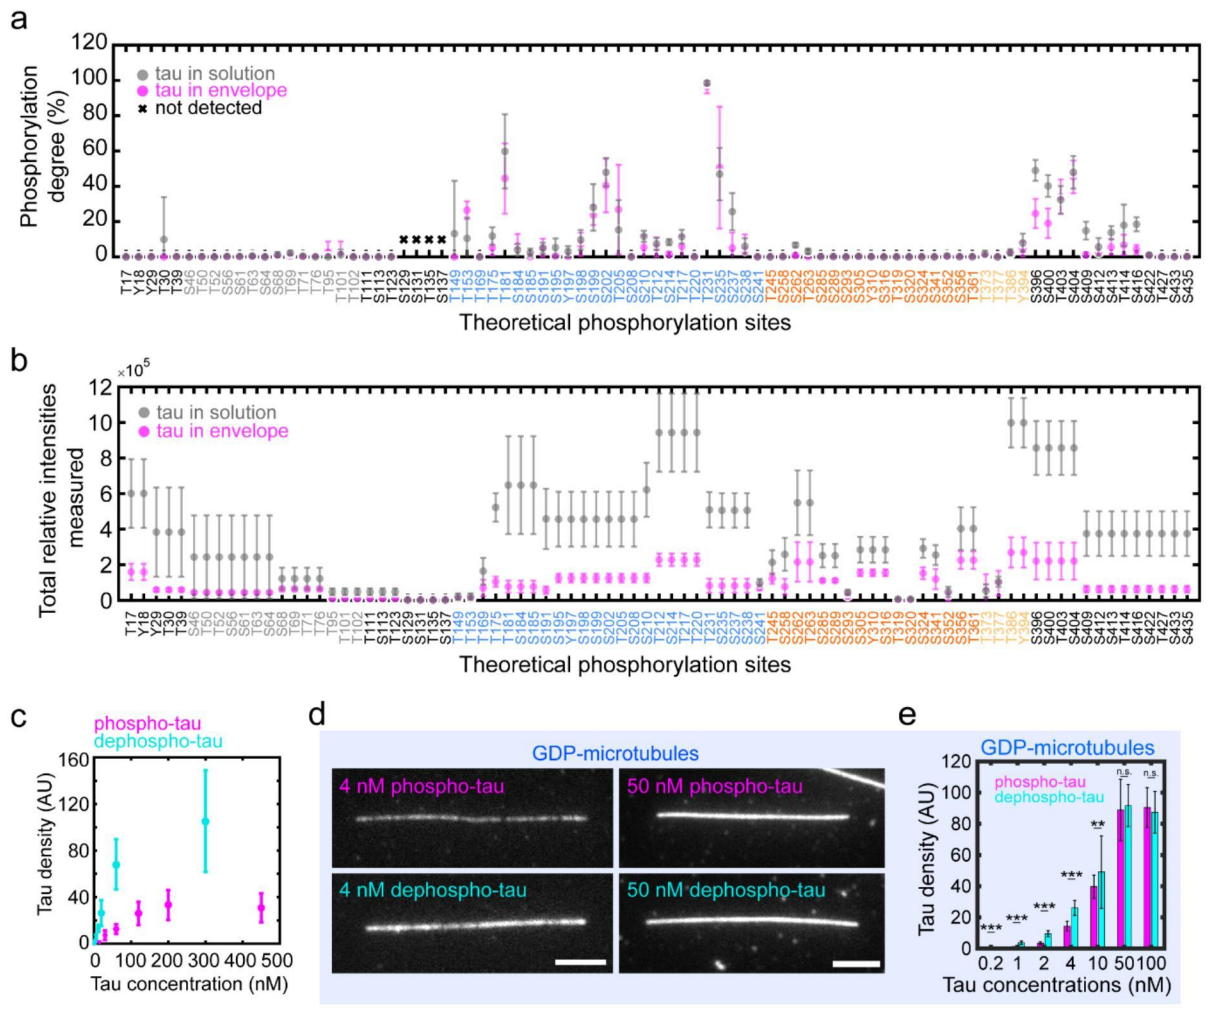 a
120
100
80
60
40
20
0
Phosphorylation
degree (%)
tau in solution
tau in envelope
not detected
T17 Y18 Y29 T30 T39 S46 T50 T52 S56 S61 T63 S64 S68 T69 T71 T76 T95 T101 T102 T111 S113 T123 S129 S131 T135 S137 T149 T153 T169 T175 T181 S184 S185 S191 S195 Y197 S198 S199 S202 T205 S208 S210 T212 S214 T217 T220 T231 S235 S237 S238 S241 T245 S258 S262 T263 S285 S289 S293 S305 Y310 S316 S320 S324 S341 S352 S356 T361 T373 T377 T386 Y394 S396 S400 T403 S404 S409 S412 S413 T414 S416 S422 T427 S433 S435
Theoretical phosphorylation sites
b
×10⁵
12
10
8
6
4
2
0
Total relative intensities
measured
tau in solution
tau in envelope
T17 Y18 Y29 T30 T39 S46 T50 T52 S56 S61 T63 S64 S68 T69 T71 T76 T95 T101 T102 T111 S113 T123 S129 S131 T135 S137 T149 T153 T169 T175 T181 S184 S185 S191 S195 Y197 S198 S199 S202 T205 S208 S210 T212 S214 T217 T220 T231 S235 S237 S238 S241 T245 S258 S262 T263 S285 S289 S293 S305 Y310 S316 S320 S324 S341 S352 S356 T361 T373 T377 T386 Y394 S396 S400 T403 S404 S409 S412 S413 T414 S416 S422 T427 S433 S435
Theoretical phosphorylation sites
c
phospho-tau
dephospho-tau
160
120
80
40
0
Tau density (AU)
0 100 200 300 400 500
Tau concentration (nM)
d
GDP-microtubules
4 nM phospho-tau
50 nM phospho-tau
4 nM dephospho-tau
50 nM dephospho-tau
e
GDP-microtubules
120
100
80
60
40
20
0
Tau density (AU)
phospho-tau
dephospho-tau
***
***
***
***
**
n.s.
n.s.
0.2 1 2 4 10 50 100
Tau concentrations (nM)